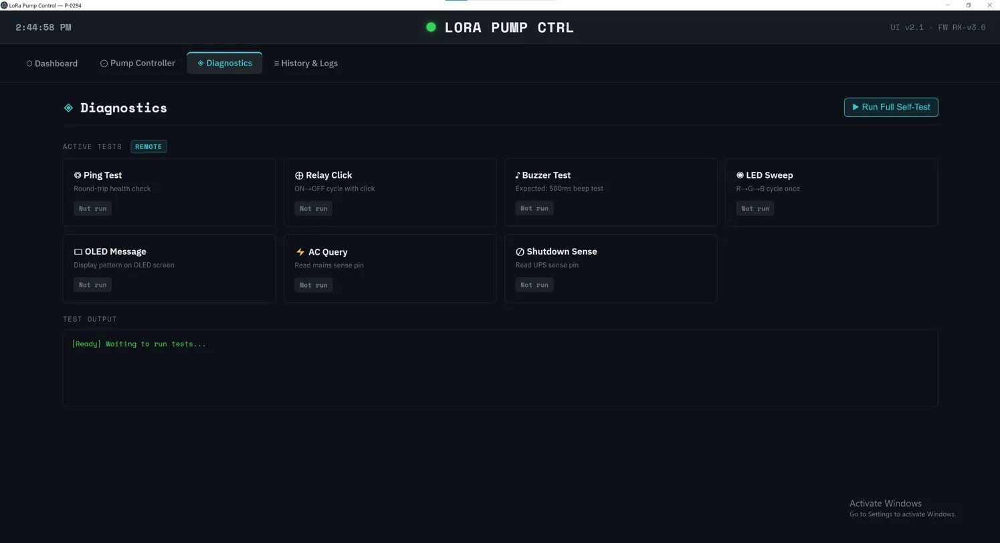 LoRa Pump Control — P-0294
2:44:58 PM
LORA PUMP CTRL
UI v2.1 · FW RX-v3.6
Dashboard
Pump Controller
Diagnostics
History & Logs
Diagnostics
Run Full Self-Test
ACTIVE TESTS
REMOTE
Ping Test
Round-trip health check
Not run
Relay Click
ON→OFF cycle with click
Not run
Buzzer Test
Expected: 500ms beep test
Not run
LED Sweep
R→G→B cycle once
Not run
OLED Message
Display pattern on OLED screen
Not run
AC Query
Read mains sense pin
Not run
Shutdown Sense
Read UPS sense pin
Not run
TEST OUTPUT
[Ready] Waiting to run tests...
Activate Windows
Go to Settings to activate Windows.